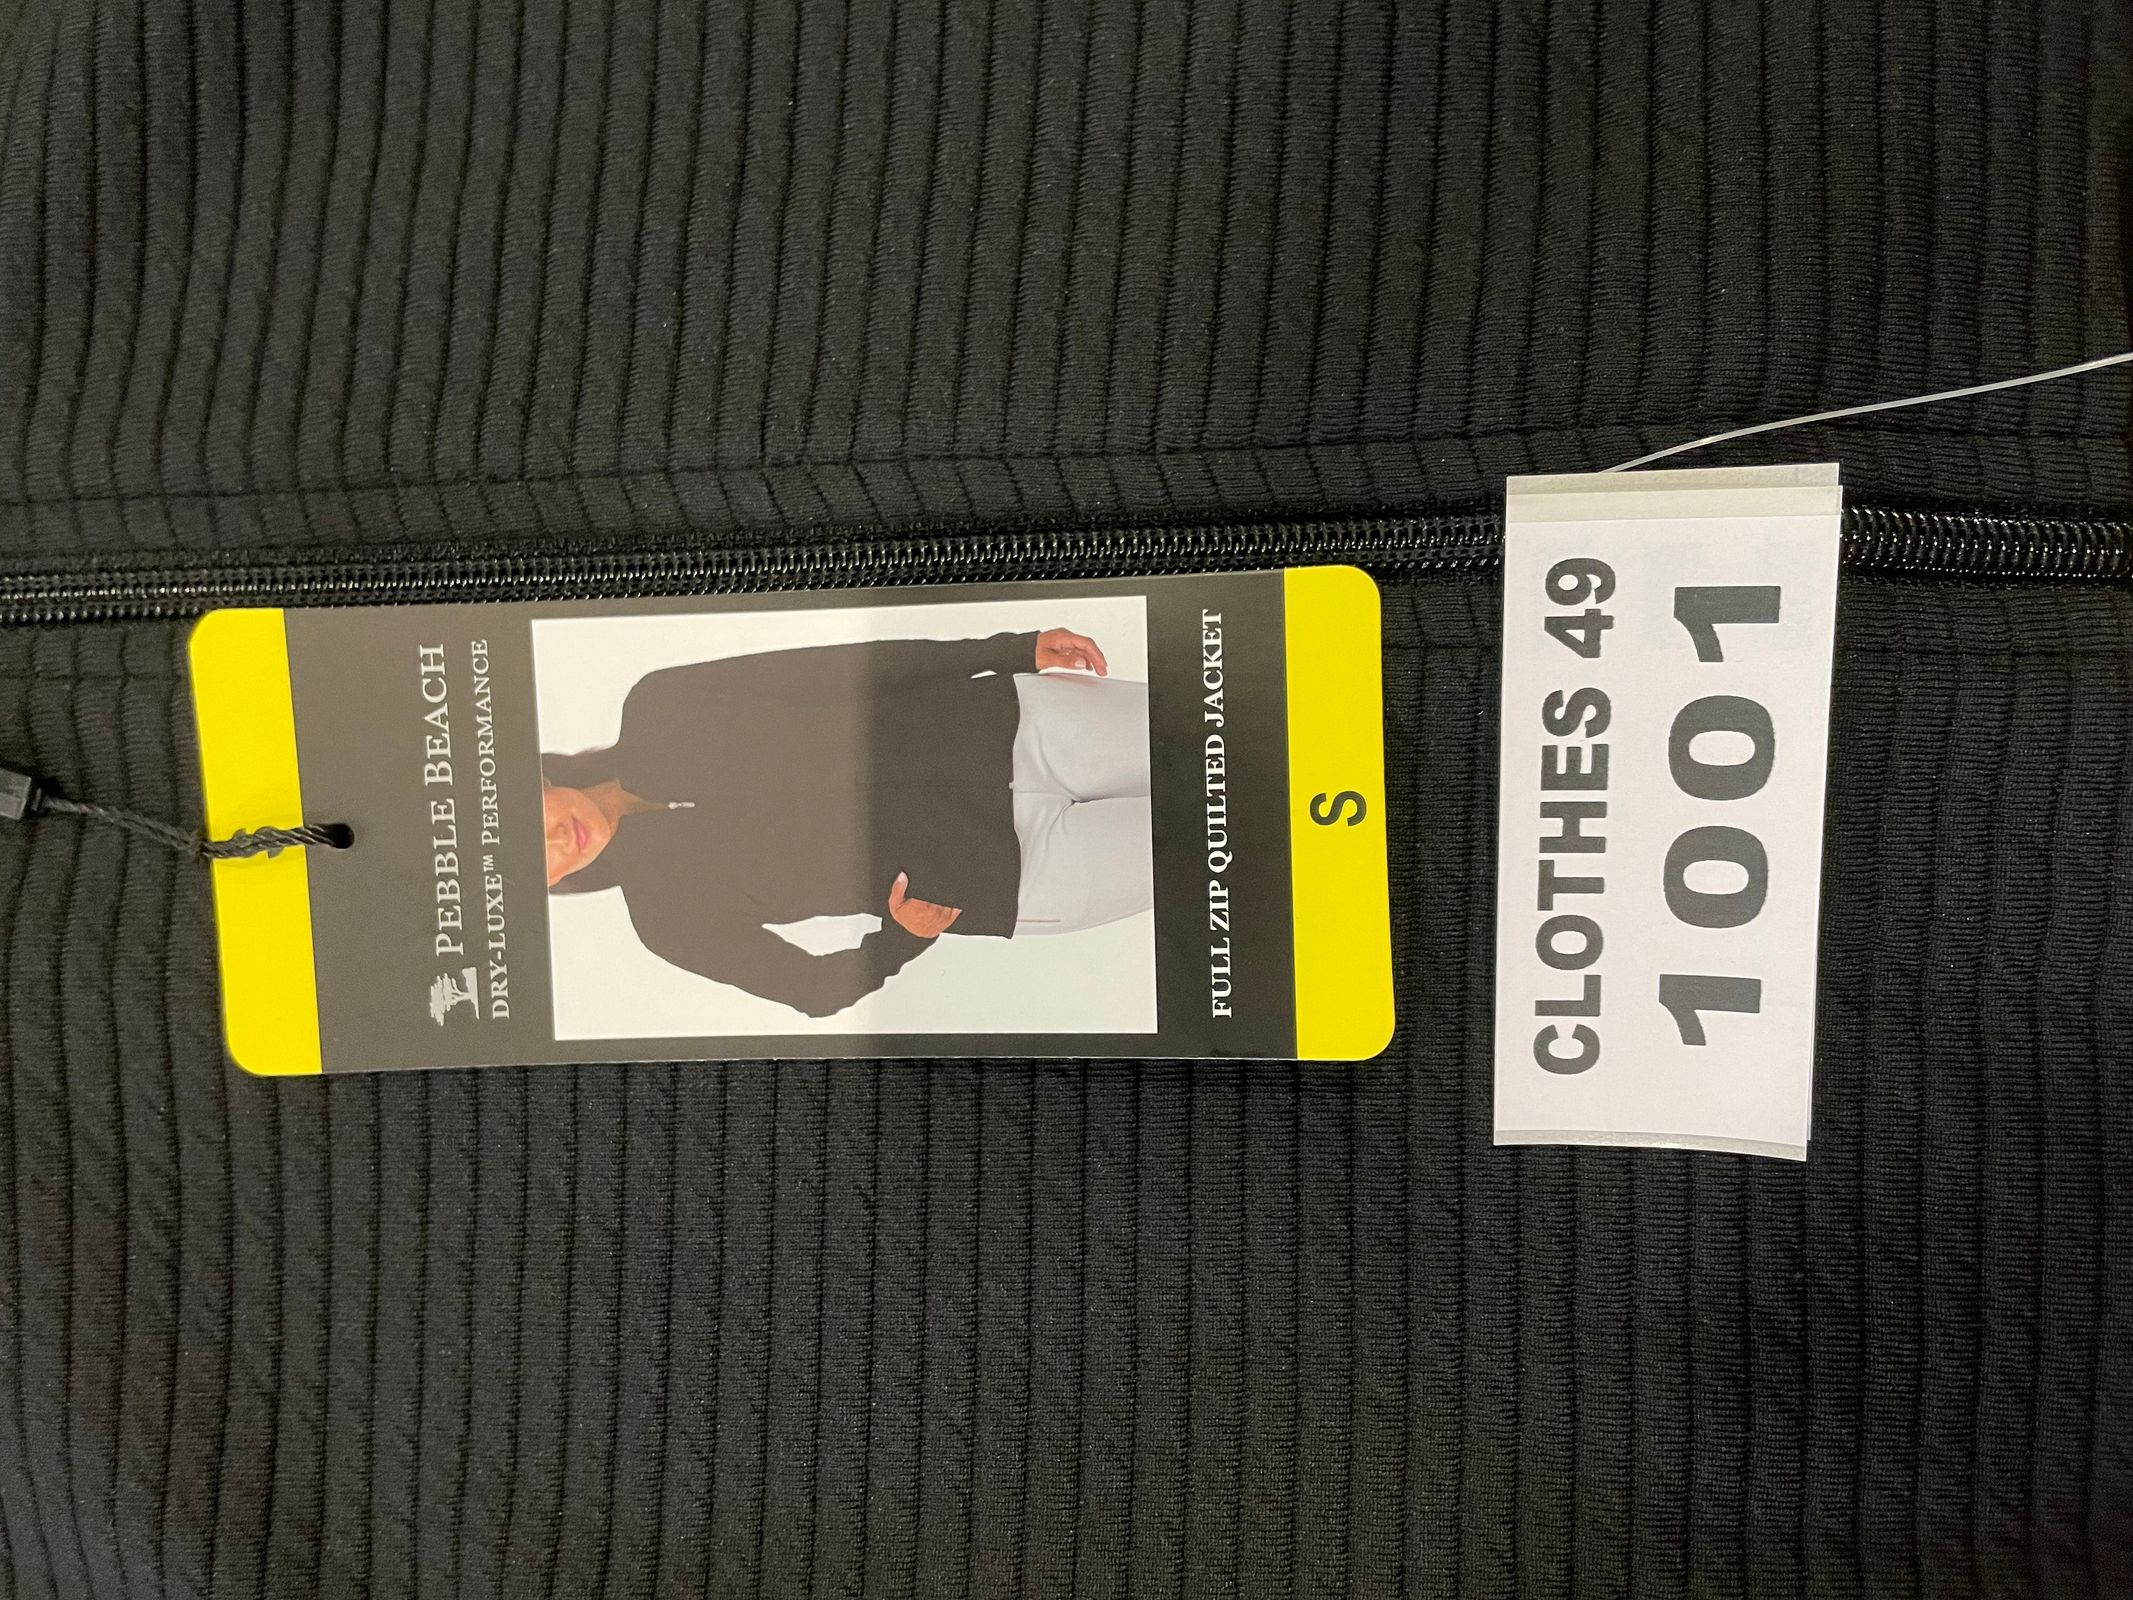 PEBBLE BEACH
DRY-LUXE™ PERFORMANCE
FULL ZIP QUILTED JACKET
S
CLOTHES 49
1001